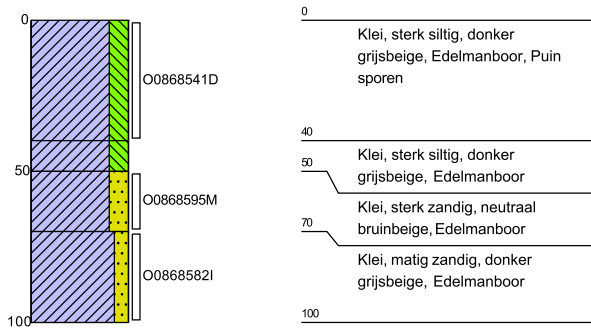 0
50
100
O0868541D
O0868595M
O0868582I
0
Klei, sterk siltig, donker
grijsbeige, Edelmanboor, Puin
sporen
40
Klei, sterk siltig, donker
grijsbeige, Edelmanboor
50
Klei, sterk zandig, neutraal
bruinbeige, Edelmanboor
70
Klei, matig zandig, donker
grijsbeige, Edelmanboor
100